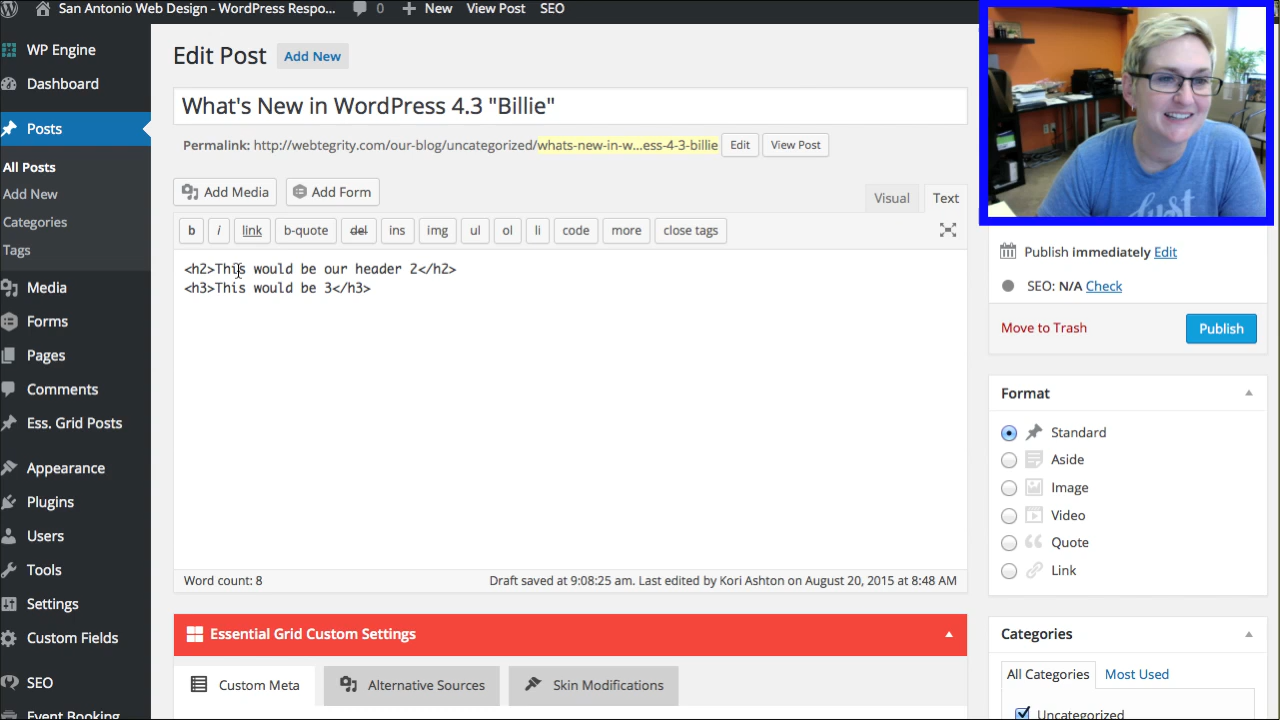 San Antonio Web Design - WordPress Respo... 0 New View Post SEO
WP Engine
Dashboard
Posts
All Posts
Add New
Categories
Tags
Media
Forms
Pages
Comments
Ess. Grid Posts
Appearance
Plugins
Users
Tools
Settings
Custom Fields
SEO
Event Booking
Edit Post Add New
What's New in WordPress 4.3 "Billie"
Permalink: http://webtegrity.com/our-blog/uncategorized/whats-new-in-w...ess-4-3-billie Edit View Post
Add Media Add Form
Visual Text
b i link b-quote del ins img ul ol li code more close tags
<h2>This would be our header 2</h2>
<h3>This would be 3</h3>
Word count: 8 Draft saved at 9:08:25 am. Last edited by Kori Ashton on August 20, 2015 at 8:48 AM
Essential Grid Custom Settings
Custom Meta Alternative Sources Skin Modifications
Just
Publish immediately Edit
SEO: N/A Check
Move to Trash Publish
Format
Standard
Aside
Image
Video
Quote
Link
Categories
All Categories Most Used
Uncategorized